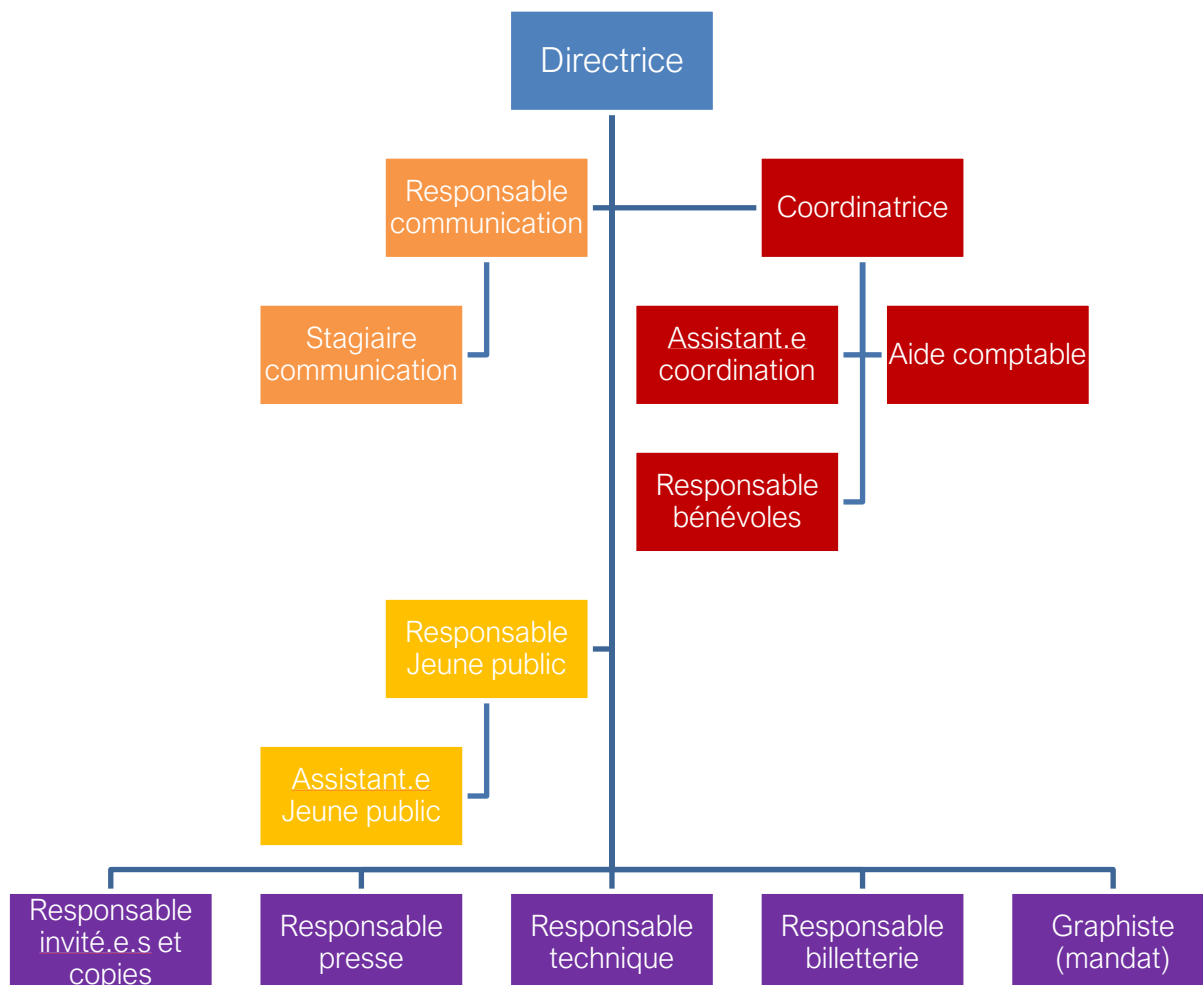 Directrice
Responsable
communication
Coordinatrice
Stagiaire
communication
Assistant.e
coordination
Aide comptable
Responsable
bénévoles
Responsable
Jeune public
Assistant.e
Jeune public
Responsable
invité.e.s et
copies
Responsable
presse
Responsable
technique
Responsable
billetterie
Graphiste
(mandat)